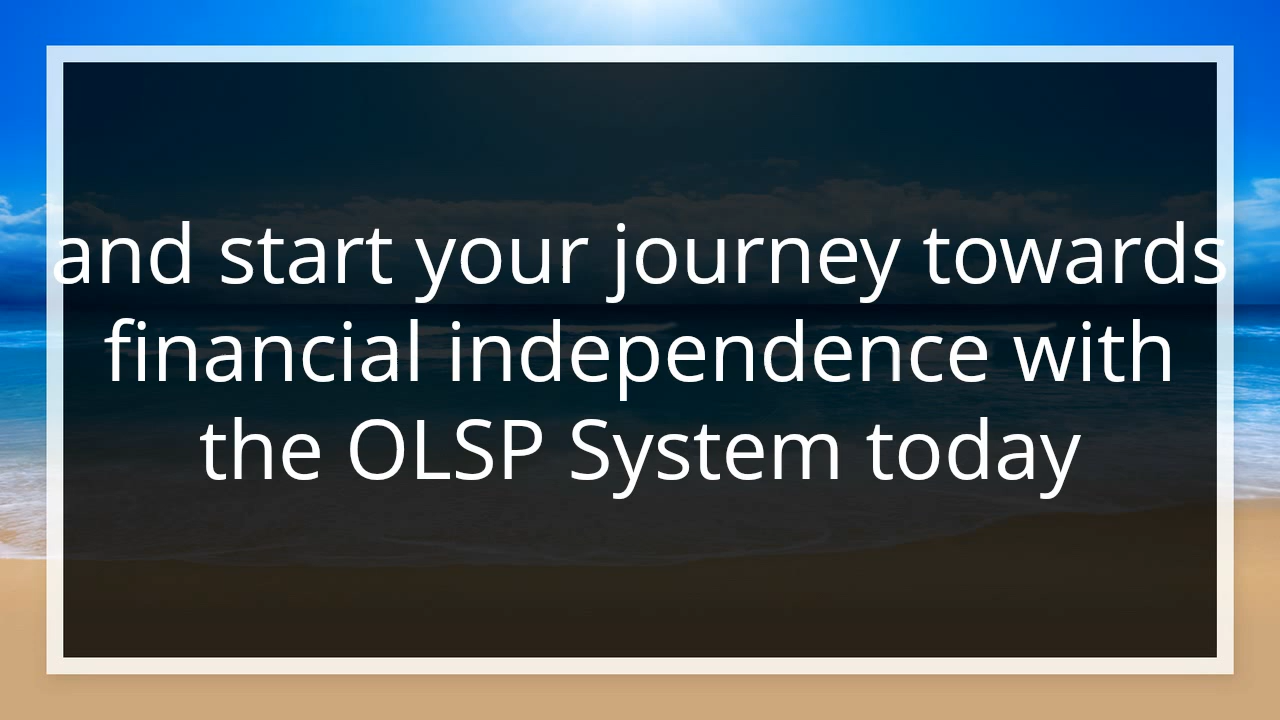 and start your journey towards
financial independence with
the OLSP System today